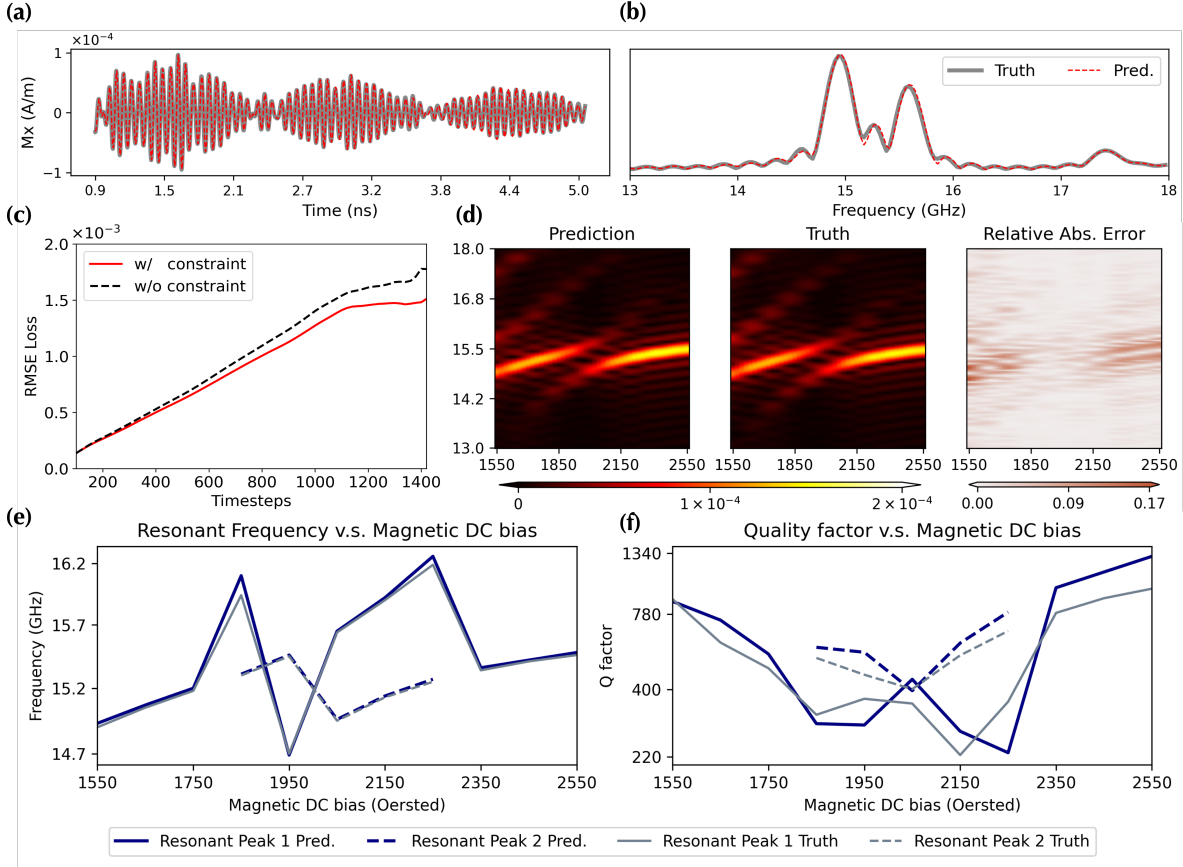 (a)
×10⁻⁴
1
0
−1
Mx (A/m)
0.9 1.5 2.1 2.7 3.2 3.8 4.4 5.0
Time (ns)
(b)
Truth Pred.
13 14 15 16 17 18
Frequency (GHz)
(c)
×10⁻³
2.0
1.5
1.0
0.5
0.0
RMSE Loss
w/ constraint
w/o constraint
200 400 600 800 1000 1200 1400
Timesteps
(d)
Prediction Truth Relative Abs. Error
18.0
16.8
15.5
14.2
13.0
1550 1850 2150 2550 1550 1850 2150 2550 1550 1850 2150 2550
0 1×10⁻⁴ 2×10⁻⁴ 0.00 0.09 0.17
(e)
Resonant Frequency v.s. Magnetic DC bias
16.2
15.7
15.2
14.7
Frequency (GHz)
1550 1750 1950 2150 2350 2550
Magnetic DC bias (Oersted)
(f)
Quality factor v.s. Magnetic DC bias
1340
780
400
220
Q factor
1550 1750 1950 2150 2350 2550
Magnetic DC bias (Oersted)
Resonant Peak 1 Pred. Resonant Peak 2 Pred. Resonant Peak 1 Truth Resonant Peak 2 Truth